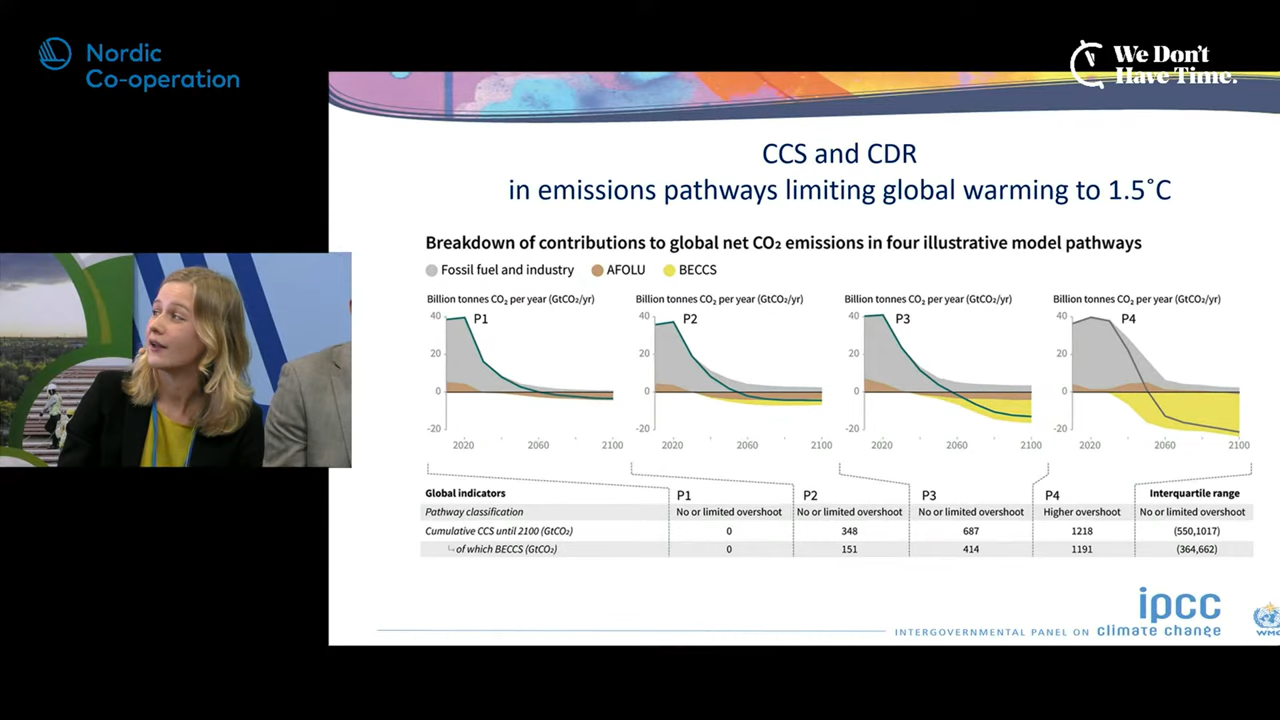 Nordic
Co-operation
We Don't
Have Time.
CCS and CDR
in emissions pathways limiting global warming to 1.5˚C
Breakdown of contributions to global net CO₂ emissions in four illustrative model pathways
Fossil fuel and industry AFOLU BECCS
Billion tonnes CO₂ per year (GtCO₂/yr) Billion tonnes CO₂ per year (GtCO₂/yr) Billion tonnes CO₂ per year (GtCO₂/yr) Billion tonnes CO₂ per year (GtCO₂/yr)
40 P1 40 P2 40 P3 40 P4
20 20 20 20
0 0 0 0
-20 -20 -20 -20
2020 2060 2100 2020 2060 2100 2020 2060 2100 2020 2060 2100
Global indicators P1 P2 P3 P4 Interquartile range
Pathway classification No or limited overshoot No or limited overshoot No or limited overshoot Higher overshoot No or limited overshoot
Cumulative CCS until 2100 (GtCO₂) 0 348 687 1218 (550,1017)
of which BECCS (GtCO₂) 0 151 414 1191 (364,662)
ipcc
INTERGOVERNMENTAL PANEL ON climate change